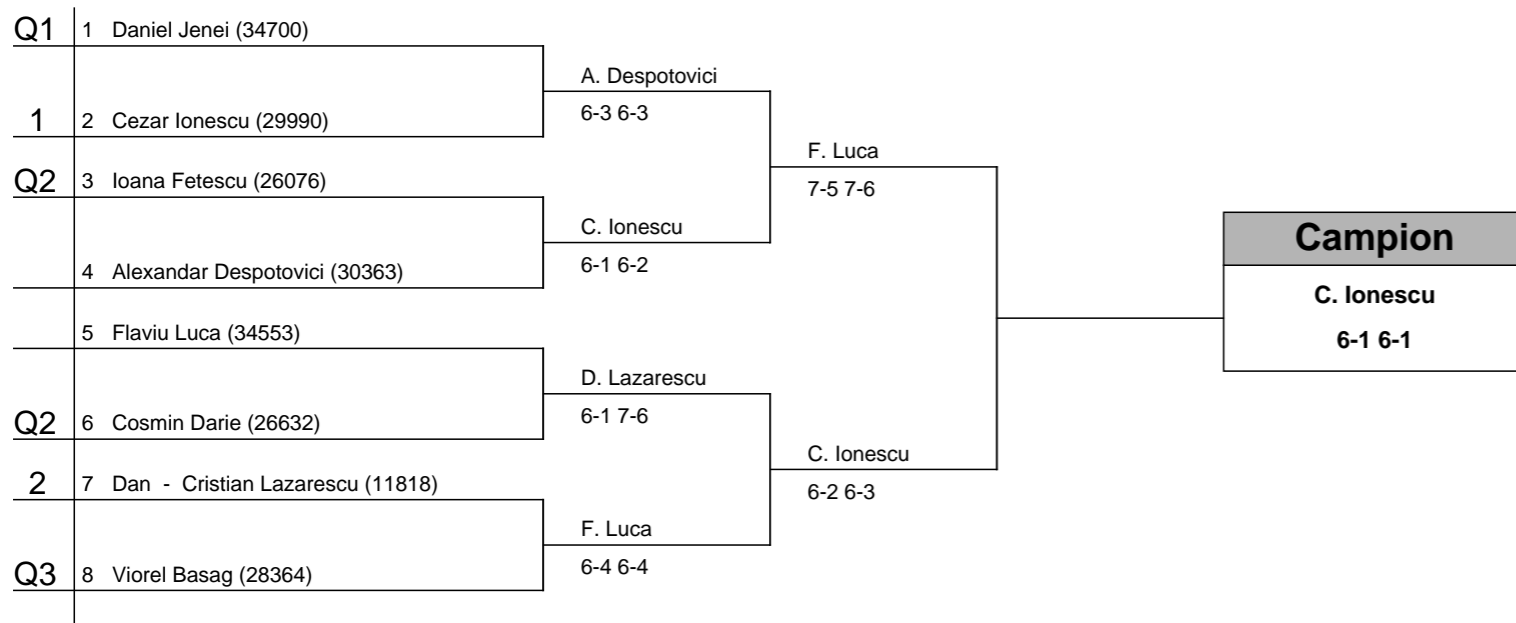 Q1 1 Daniel Jenei (34700)
A. Despotovici
6-3 6-3
1 2 Cezar Ionescu (29990)
F. Luca
7-5 7-6
Q2 3 Ioana Fetescu (26076)
C. Ionescu
6-1 6-2
4 Alexandar Despotovici (30363)
Campion
C. Ionescu
6-1 6-1
5 Flaviu Luca (34553)
D. Lazarescu
6-1 7-6
Q2 6 Cosmin Darie (26632)
C. Ionescu
6-2 6-3
2 7 Dan - Cristian Lazarescu (11818)
F. Luca
6-4 6-4
Q3 8 Viorel Basag (28364)